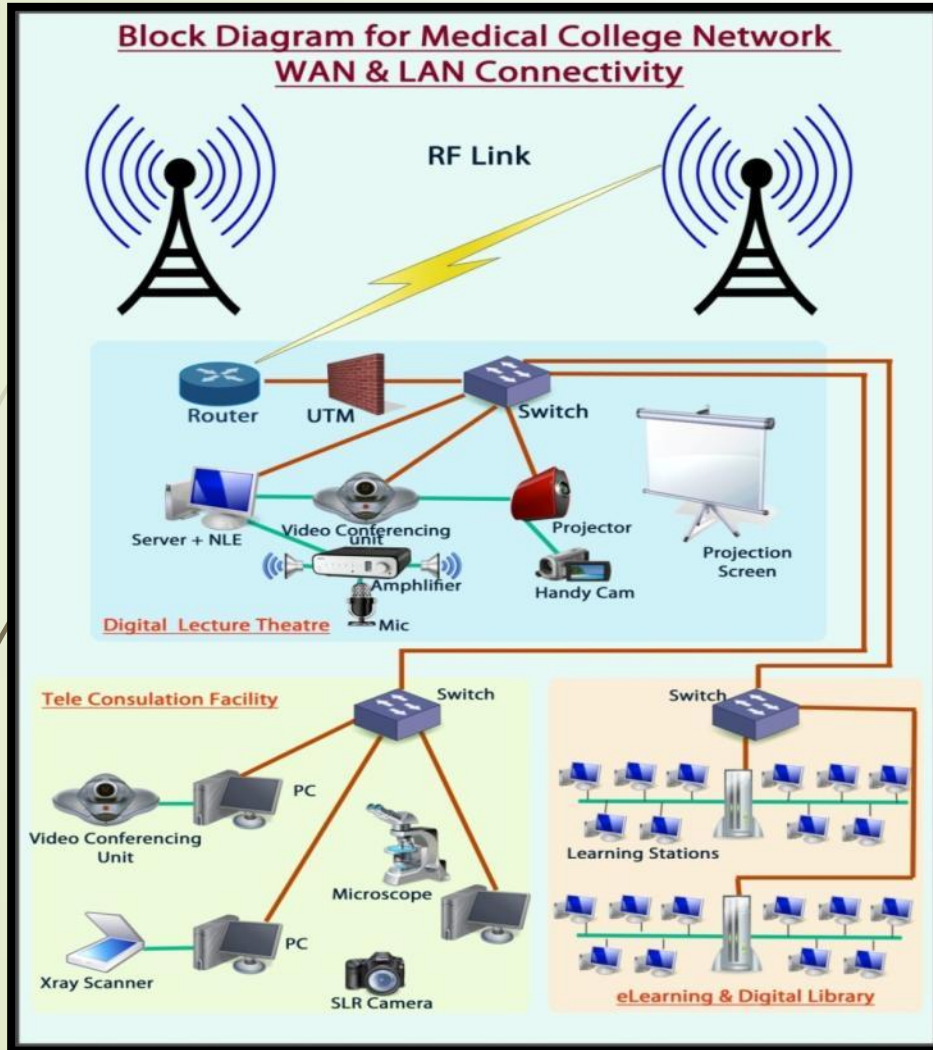 Block Diagram for Medical College Network
WAN & LAN Connectivity
RF Link
Router
UTM
Switch
Server + NLE
Video Conferencing
unit
Projector
Projection
Screen
Amphlifier
Handy Cam
Mic
Digital Lecture Theatre
Tele Consulation Facility
Switch
PC
Video Conferencing
Unit
Microscope
Xray Scanner
PC
SLR Camera
Switch
Learning Stations
eLearning & Digital Library